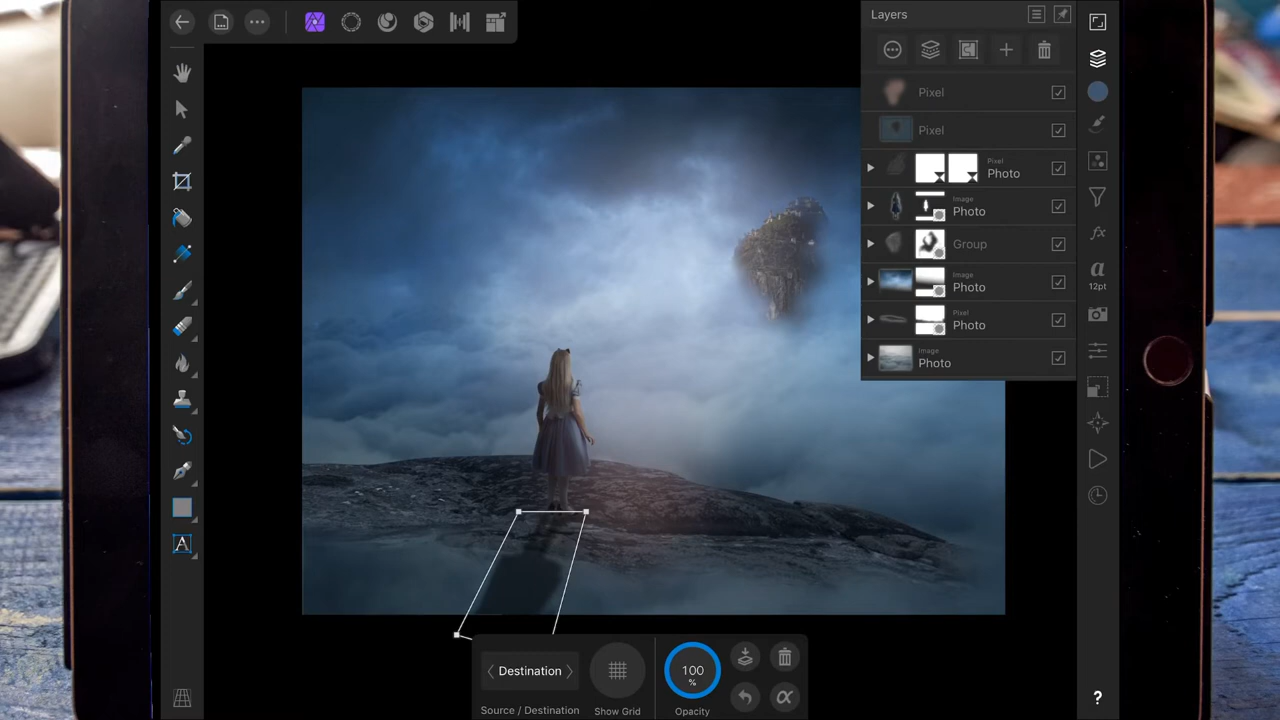 Layers
Pixel
Pixel
Pixel
Photo
Image
Photo
Group
Image
Photo
Pixel
Photo
Image
Photo
a
12pt
fx
A
Destination
100
%
α
Source / Destination
Show Grid
Opacity
?